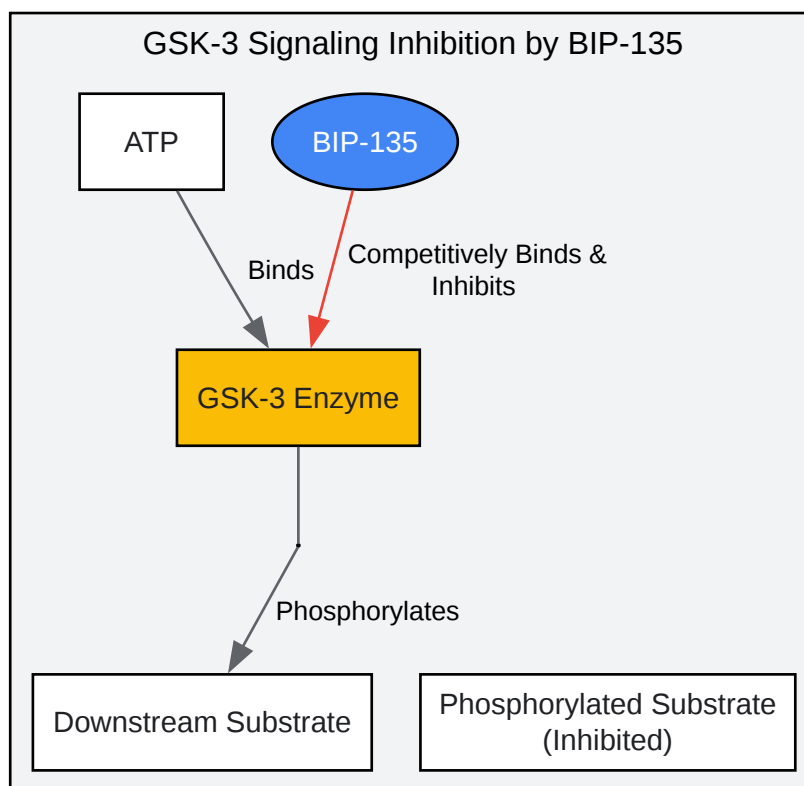 GSK-3 Signaling Inhibition by BIP-135
ATP
BIP-135
Binds
Competitively Binds &
Inhibits
GSK-3 Enzyme
Phosphorylates
Downstream Substrate
Phosphorylated Substrate
(Inhibited)